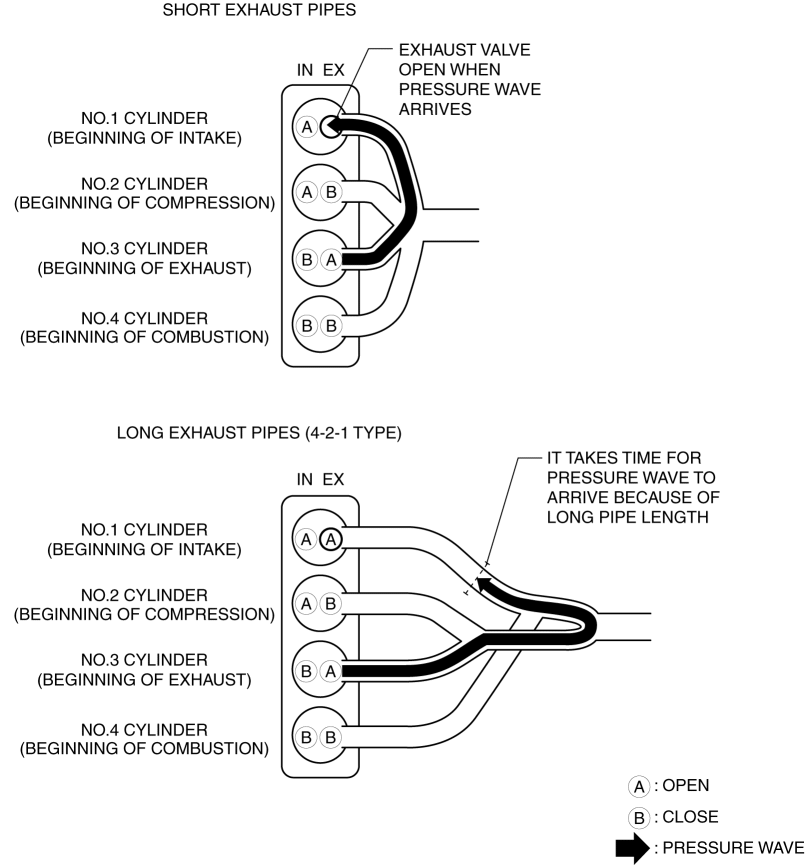 SHORT EXHAUST PIPES
EXHAUST VALVE
OPEN WHEN
PRESSURE WAVE
ARRIVES
IN EX
NO.1 CYLINDER
(BEGINNING OF INTAKE)
A
NO.2 CYLINDER
(BEGINNING OF COMPRESSION)
A B
NO.3 CYLINDER
(BEGINNING OF EXHAUST)
B A
NO.4 CYLINDER
(BEGINNING OF COMBUSTION)
B B
LONG EXHAUST PIPES (4-2-1 TYPE)
IT TAKES TIME FOR
PRESSURE WAVE TO
ARRIVE BECAUSE OF
LONG PIPE LENGTH
IN EX
NO.1 CYLINDER
(BEGINNING OF INTAKE)
A A
NO.2 CYLINDER
(BEGINNING OF COMPRESSION)
A B
NO.3 CYLINDER
(BEGINNING OF EXHAUST)
B A
NO.4 CYLINDER
(BEGINNING OF COMBUSTION)
B B
A : OPEN
B : CLOSE
: PRESSURE WAVE